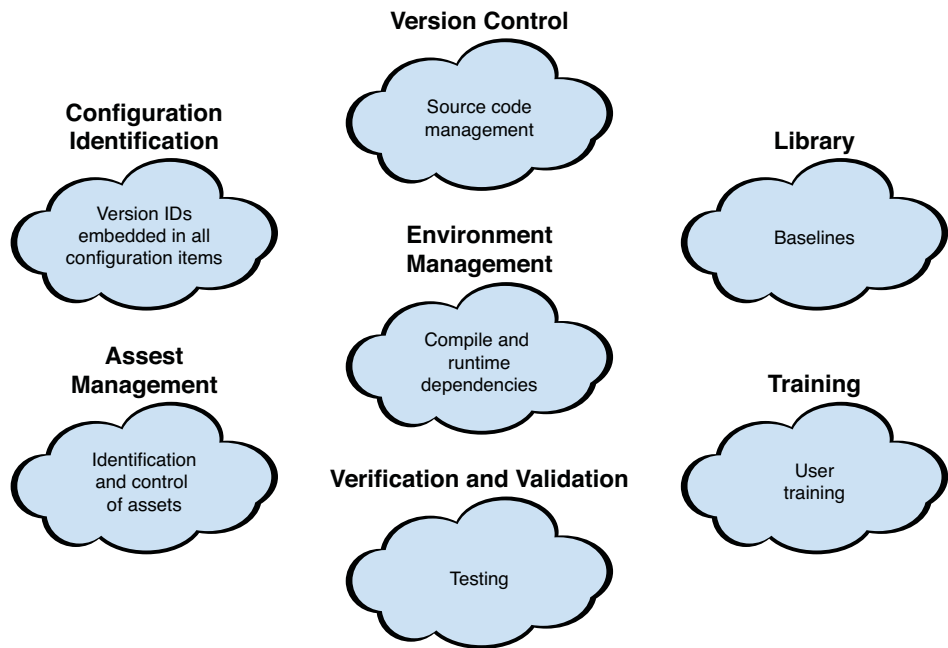 Version Control
Source code
management
Configuration
Identification
Version IDs
embedded in all
configuration items
Library
Baselines
Environment
Management
Compile and
runtime
dependencies
Assest
Management
Identification
and control
of assets
Training
User
training
Verification and Validation
Testing